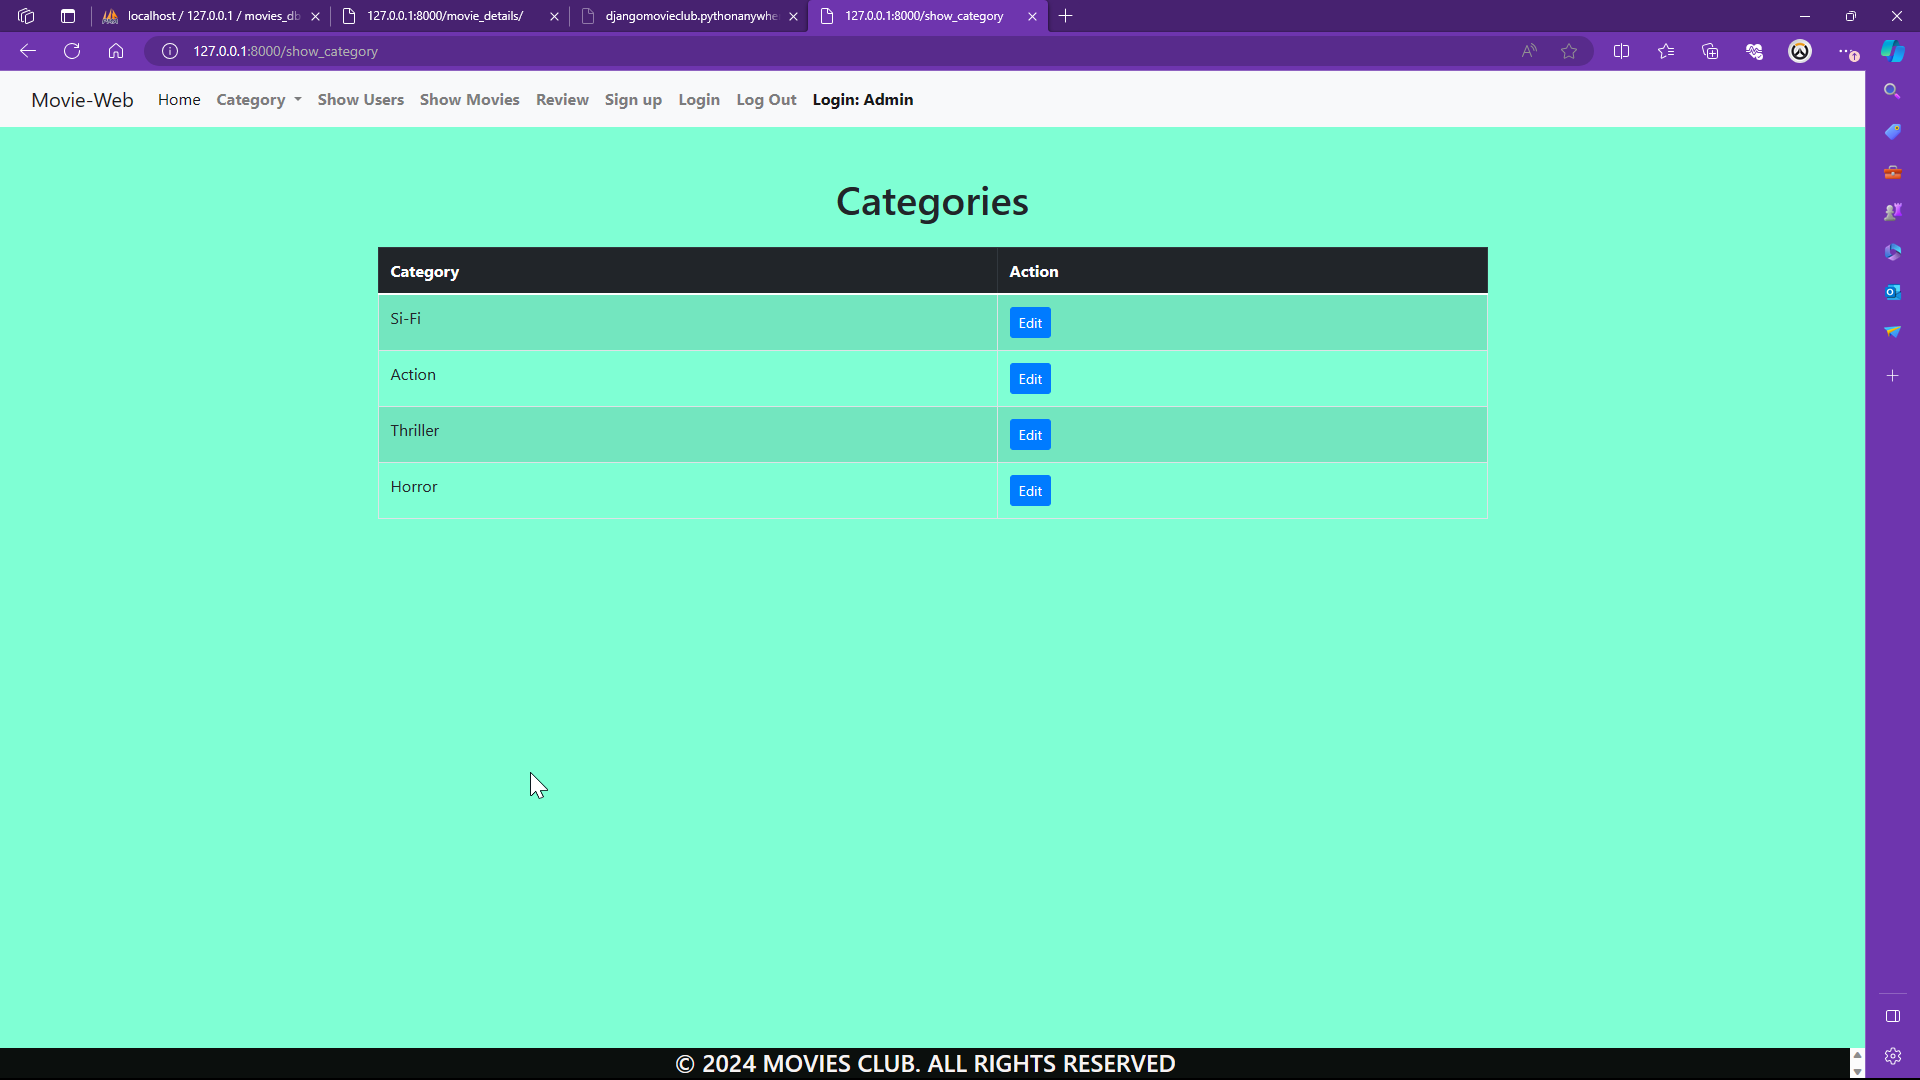 localhost / 127.0.0.1 / movies_db
127.0.0.1:8000/movie_details/
djangomovieclub.pythonanywhe
127.0.0.1:8000/show_category
127.0.0.1:8000/show_category
Movie-Web Home Category Show Users Show Movies Review Sign up Login Log Out Login: Admin
Categories
Category Action
Si-Fi Edit
Action Edit
Thriller Edit
Horror Edit
© 2024 MOVIES CLUB. ALL RIGHTS RESERVED